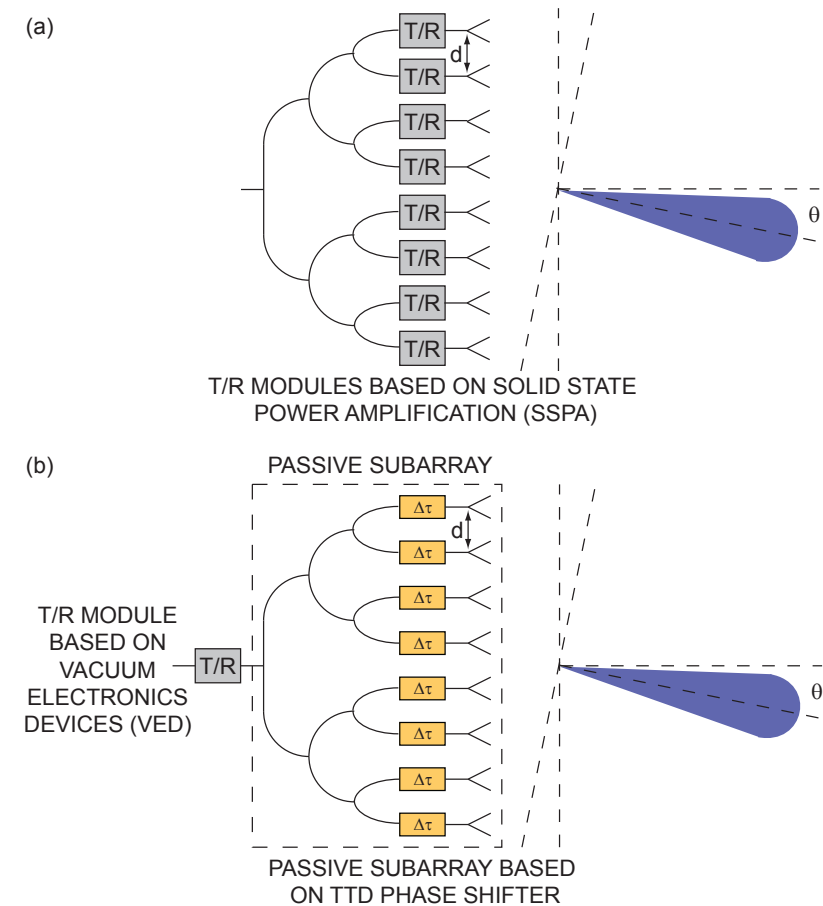 (a)
T/R
d
T/R
T/R
T/R
T/R
T/R
T/R
T/R
θ
T/R MODULES BASED ON SOLID STATE
POWER AMPLIFICATION (SSPA)
(b)
PASSIVE SUBARRAY
Δτ
d
Δτ
Δτ
Δτ
Δτ
Δτ
Δτ
Δτ
T/R MODULE
BASED ON
VACUUM
ELECTRONICS
DEVICES (VED)
T/R
θ
PASSIVE SUBARRAY BASED
ON TTD PHASE SHIFTER